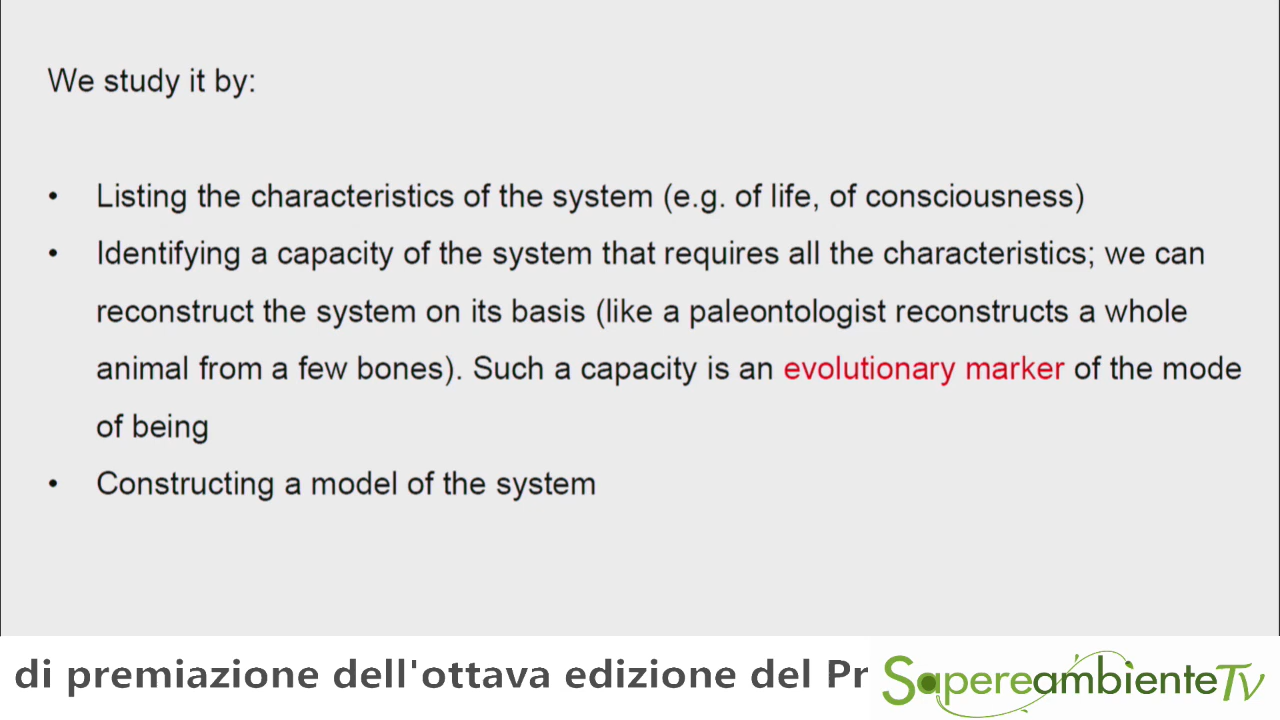 We study it by:
• Listing the characteristics of the system (e.g. of life, of consciousness)
• Identifying a capacity of the system that requires all the characteristics; we can
reconstruct the system on its basis (like a paleontologist reconstructs a whole
animal from a few bones). Such a capacity is an evolutionary marker of the mode
of being
• Constructing a model of the system
di premiazione dell'ottava edizione del Pr
SapereambienteTv